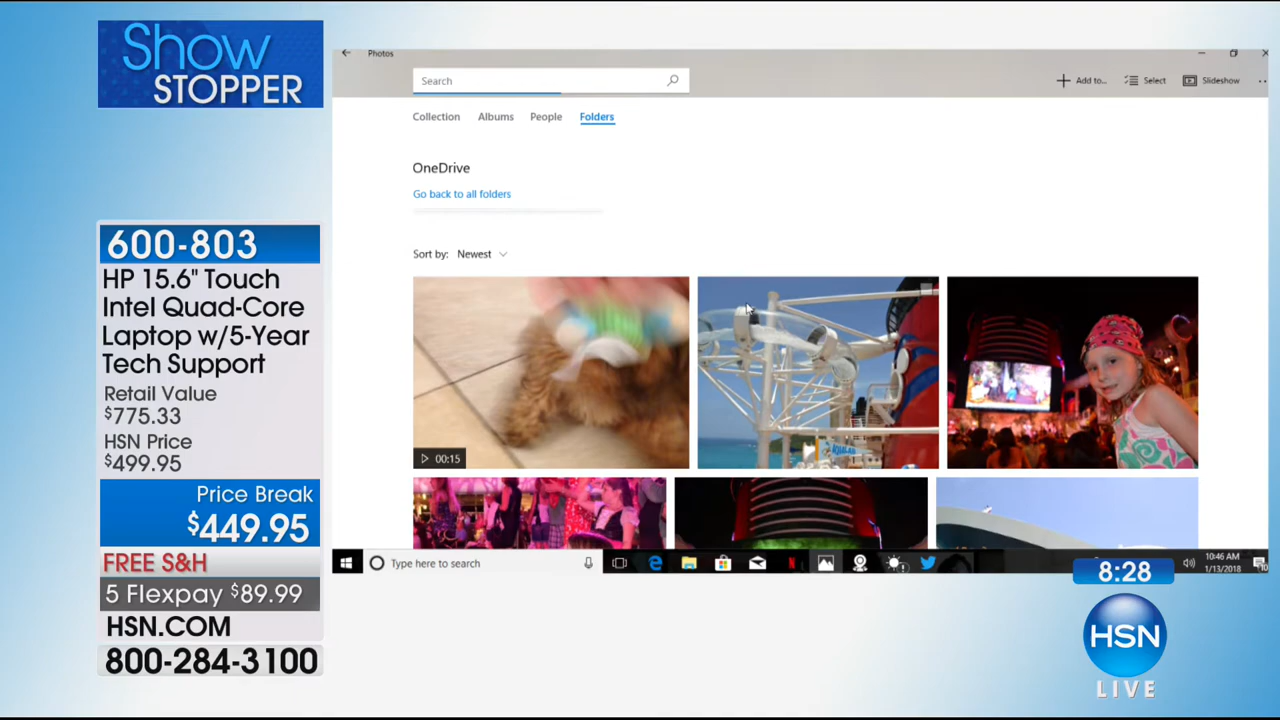 Show
STOPPER
600-803
HP 15.6" Touch
Intel Quad-Core
Laptop w/5-Year
Tech Support
Retail Value
$775.33
HSN Price
$499.95
Price Break
$449.95
FREE S&H
5 Flexpay $89.99
HSN.COM
800-284-3100
Photos
Search
Add to...
Select
Slideshow
Collection Albums People Folders
OneDrive
Go back to all folders
Sort by: Newest
00:15
Type here to search
10:46 AM
1/13/2018
8:28
HSN
LIVE